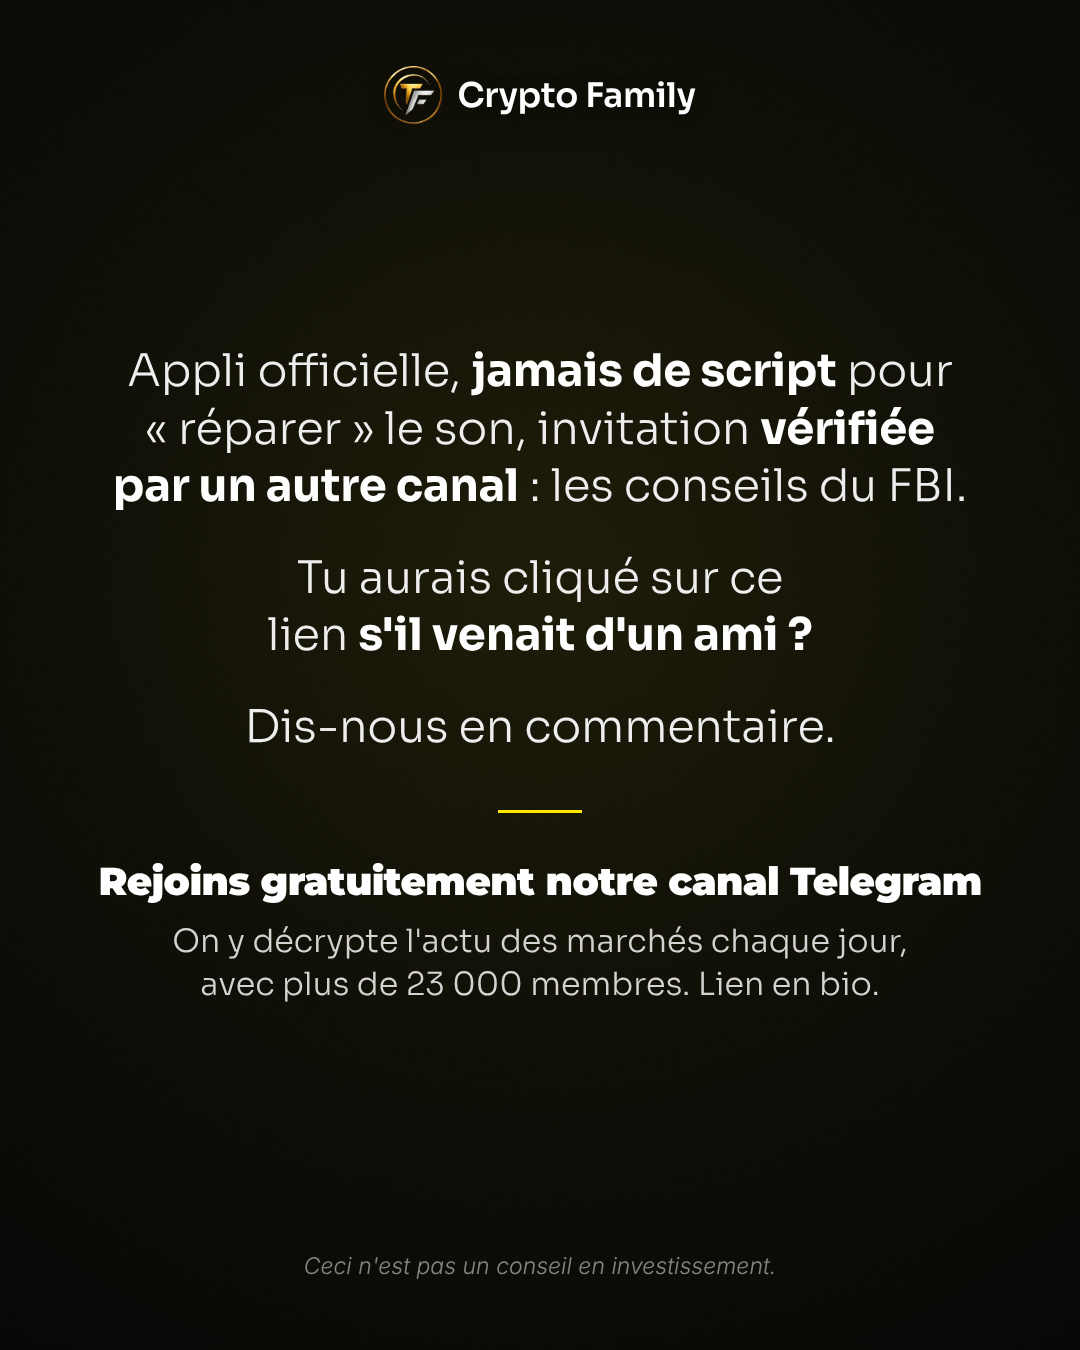 TF Crypto Family
Appli officielle, jamais de script pour
« réparer » le son, invitation vérifiée
par un autre canal : les conseils du FBI.
Tu aurais cliqué sur ce
lien s'il venait d'un ami ?
Dis-nous en commentaire.
Rejoins gratuitement notre canal Telegram
On y décrypte l'actu des marchés chaque jour,
avec plus de 23 000 membres. Lien en bio.
Ceci n'est pas un conseil en investissement.